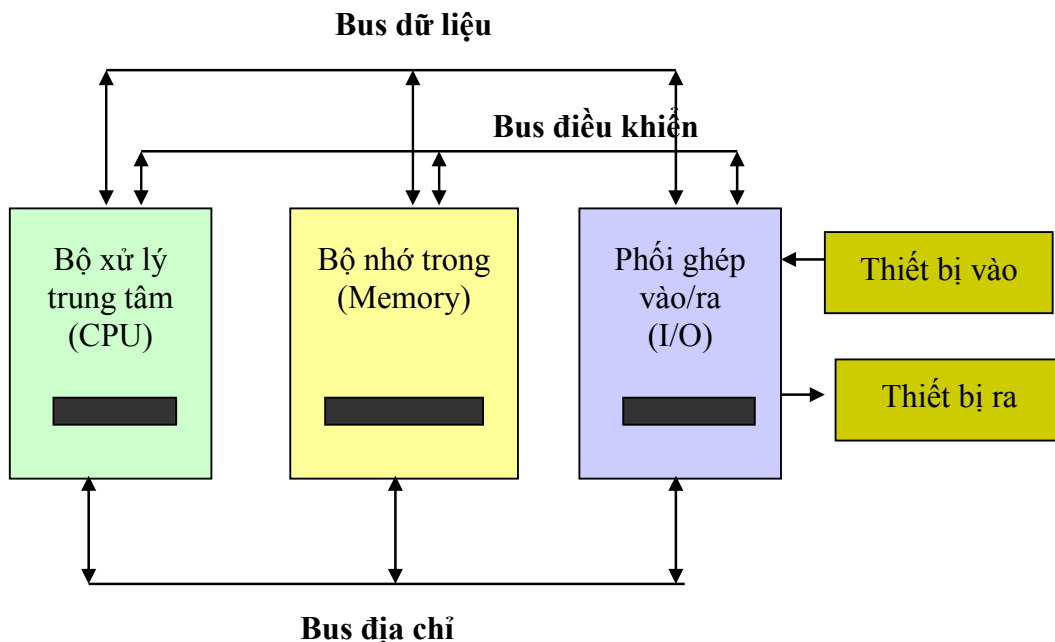 Bus dữ liệu
Bus điều khiển
Bộ xử lý
trung tâm
(CPU)
Bộ nhớ trong
(Memory)
Phối ghép
vào/ra
(I/O)
Thiết bị vào
Thiết bị ra
Bus địa chỉ